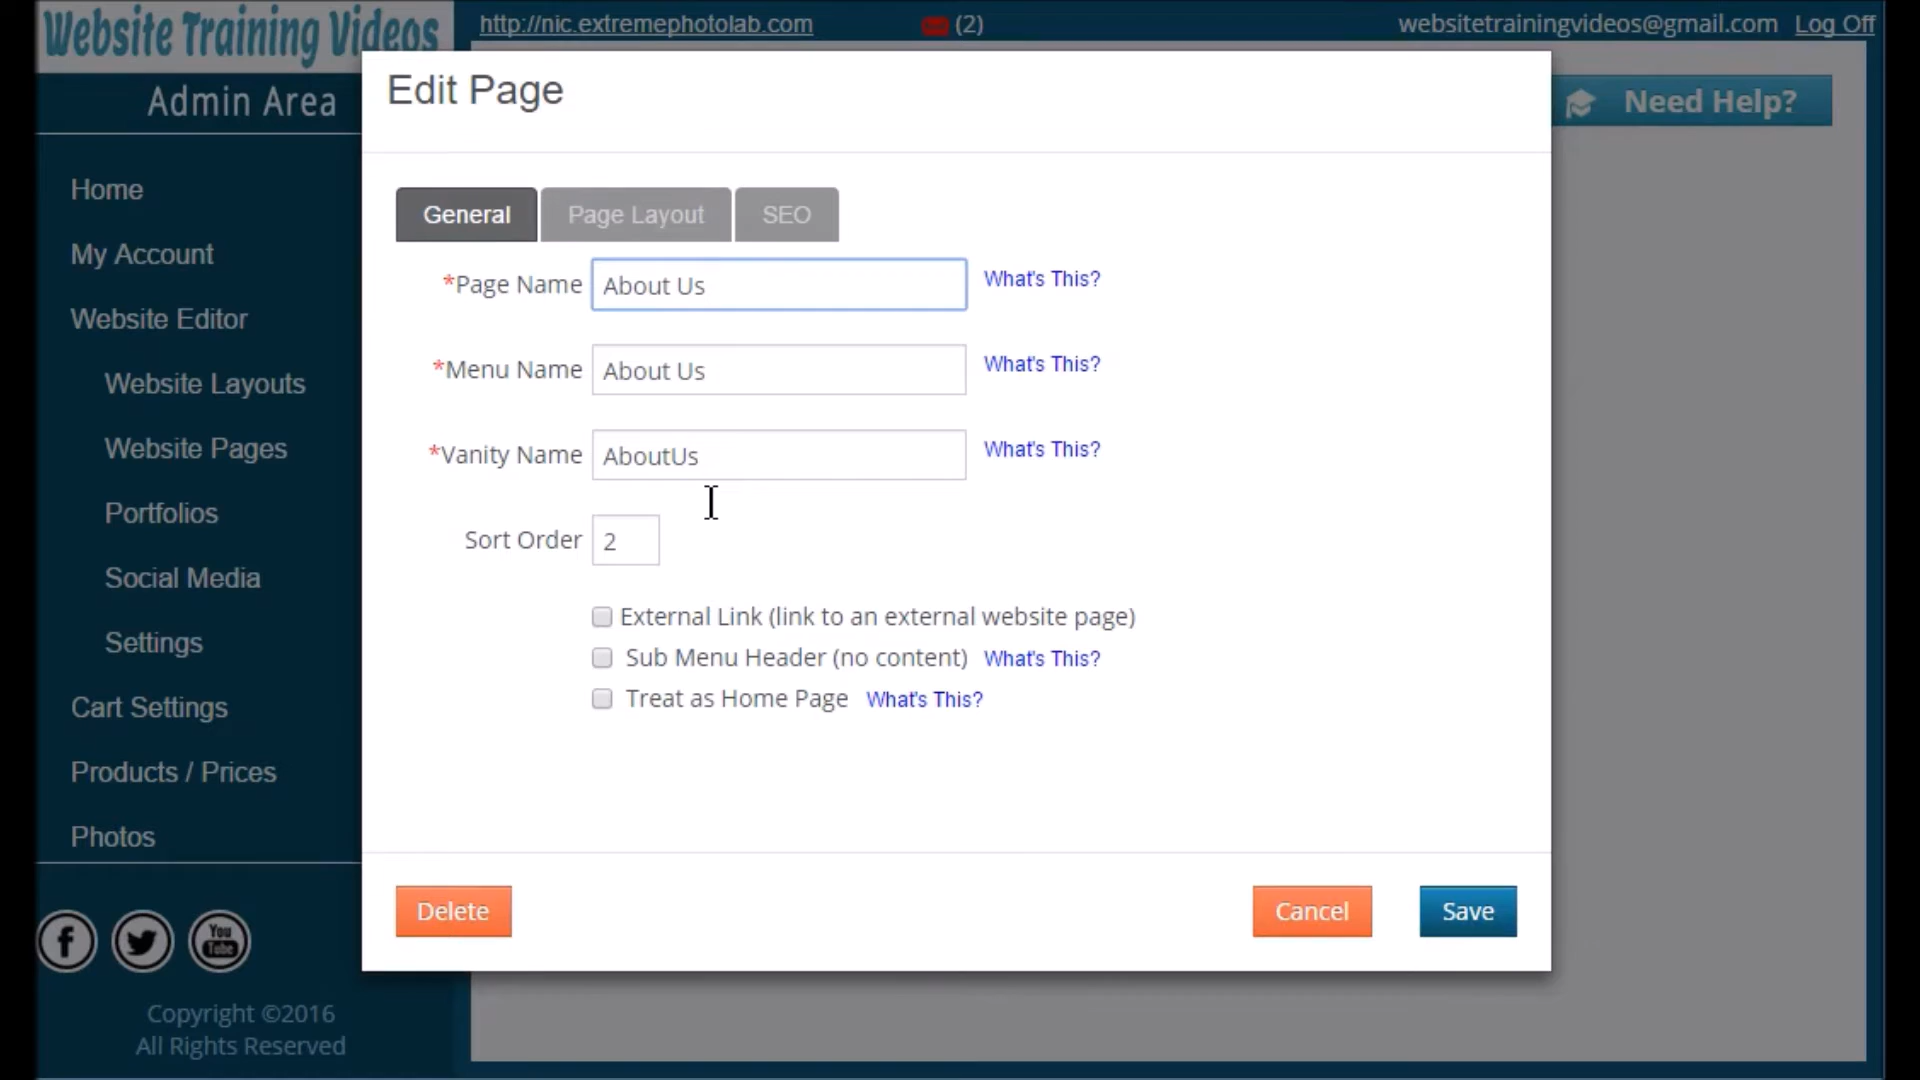 Website Training Videos
http://nic.extremephotolab.com (2) websitetrainingvideos@gmail.com Log Off
Admin Area
Need Help?
Home
My Account
Website Editor
Website Layouts
Website Pages
Portfolios
Social Media
Settings
Cart Settings
Products / Prices
Photos
You
Tube
Copyright ©2016
All Rights Reserved
Edit Page
General Page Layout SEO
*Page Name About Us What's This?
*Menu Name About Us What's This?
*Vanity Name AboutUs What's This?
Sort Order 2
External Link (link to an external website page)
Sub Menu Header (no content) What's This?
Treat as Home Page What's This?
Delete Cancel Save